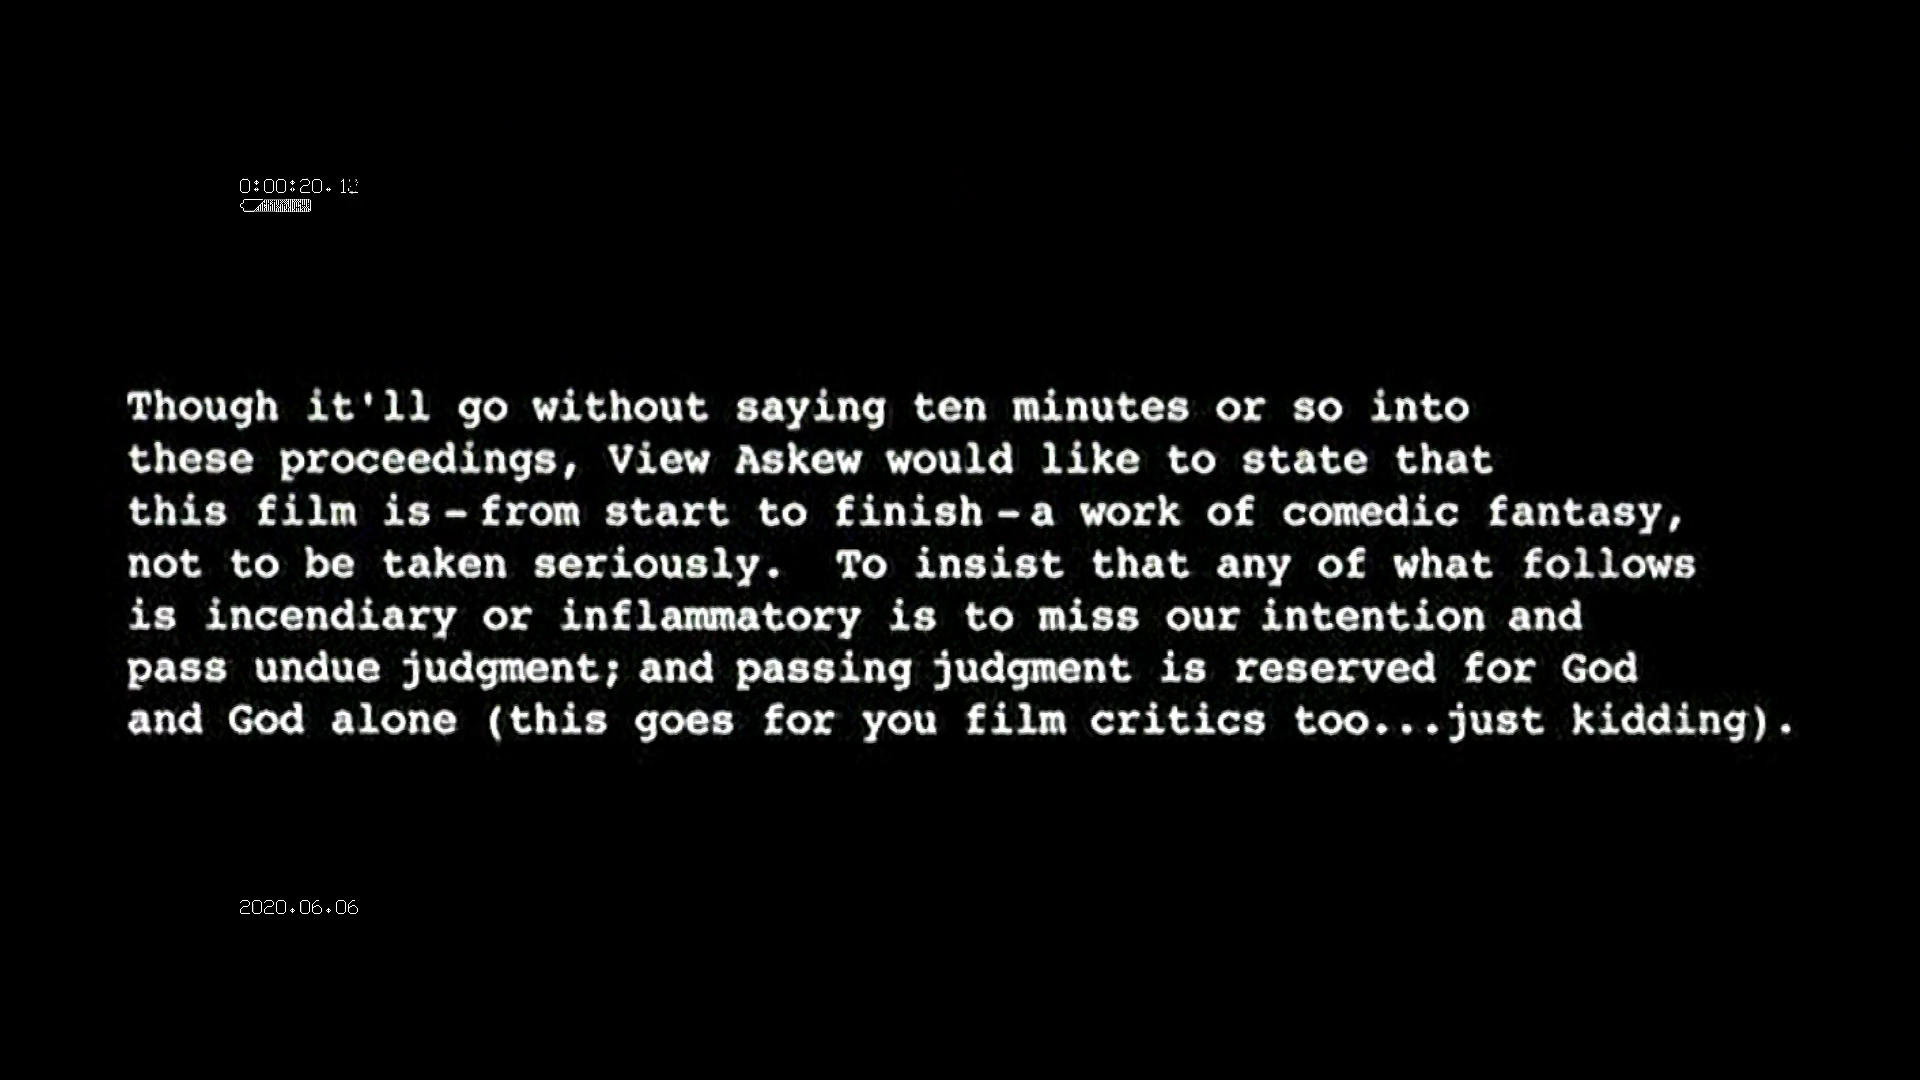 0:00:20.12
Though it'll go without saying ten minutes or so into
these proceedings, View Askew would like to state that
this film is - from start to finish - a work of comedic fantasy,
not to be taken seriously.  To insist that any of what follows
is incendiary or inflammatory is to miss our intention and
pass undue judgment; and passing judgment is reserved for God
and God alone (this goes for you film critics too...just kidding).
2020.06.06